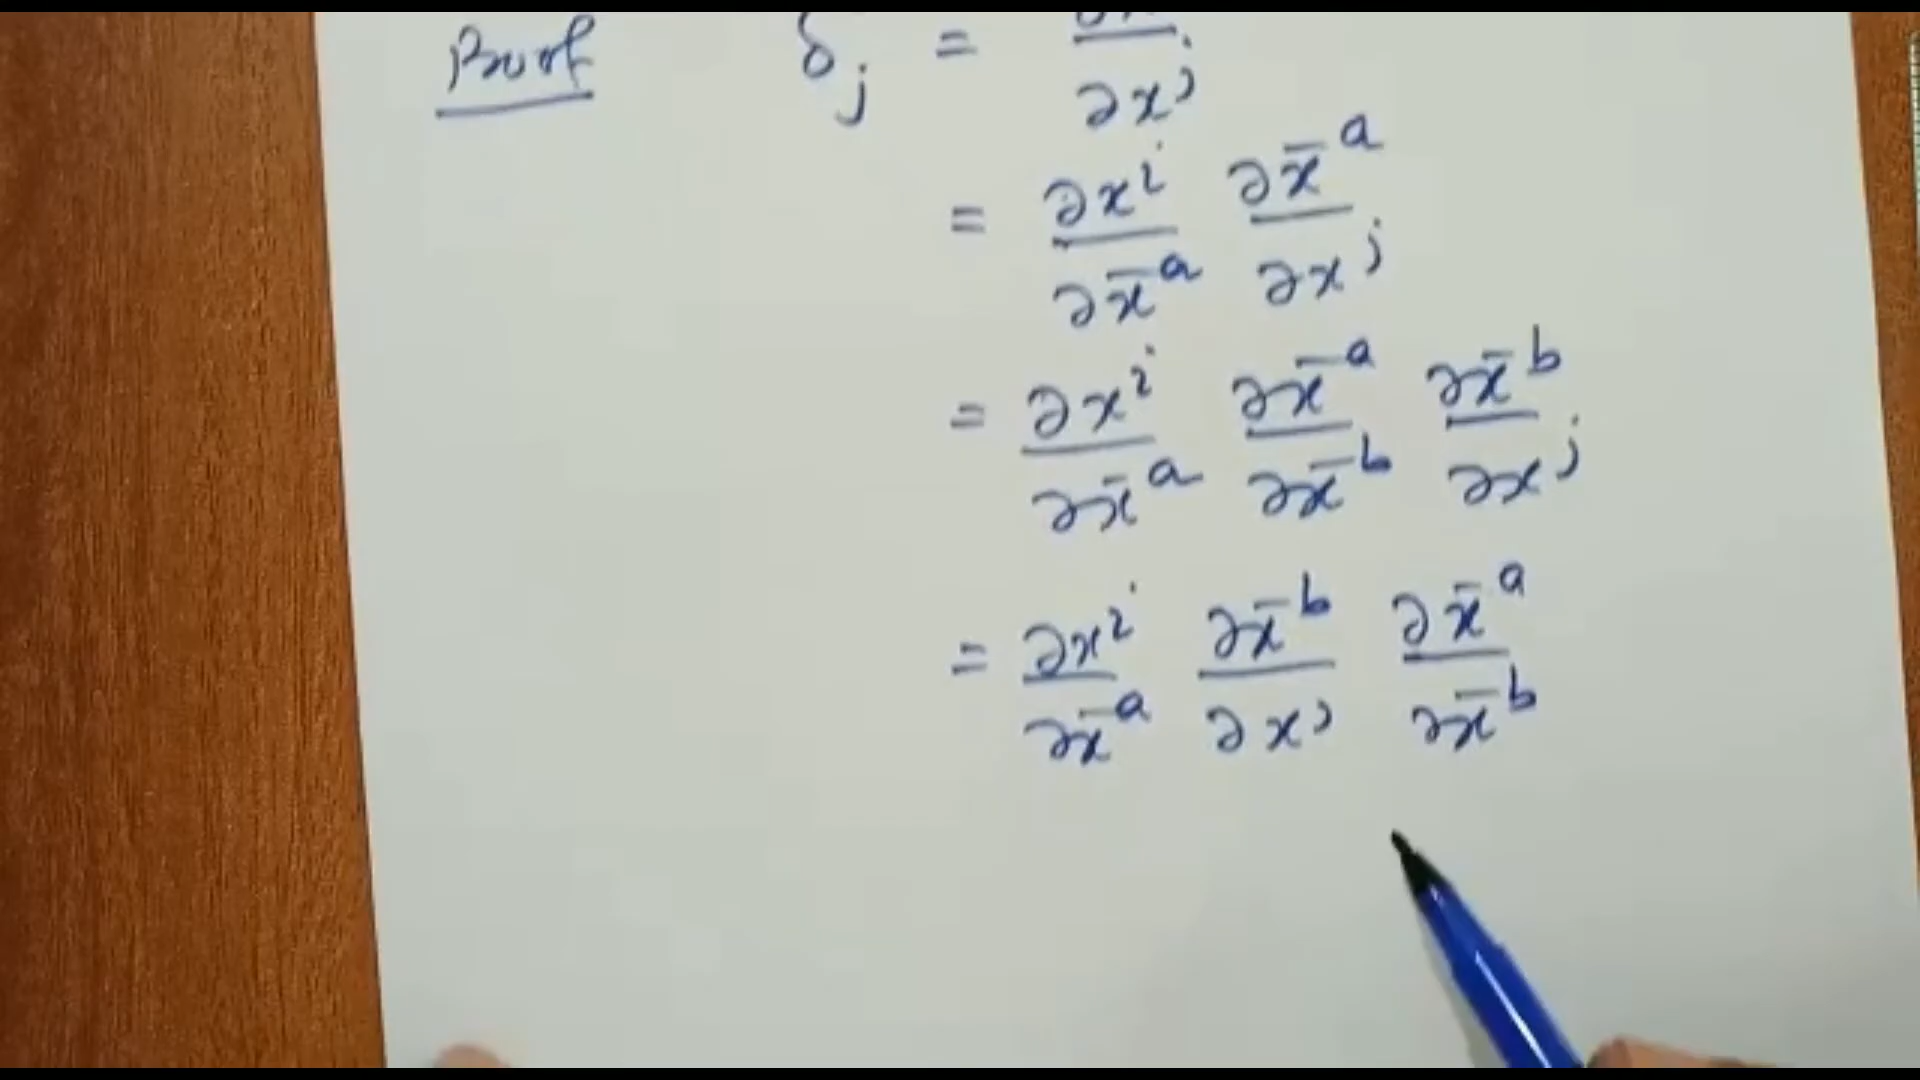 Proof δ_j = ∂x / ∂x^j
= ∂x^i / ∂x̄^a ∂x̄^a / ∂x^j
= ∂x^i / ∂x̄^a ∂x̄^a / ∂x̄^b ∂x̄^b / ∂x^j
= ∂x^i / ∂x̄^a ∂x̄^b / ∂x^j ∂x̄^a / ∂x̄^b